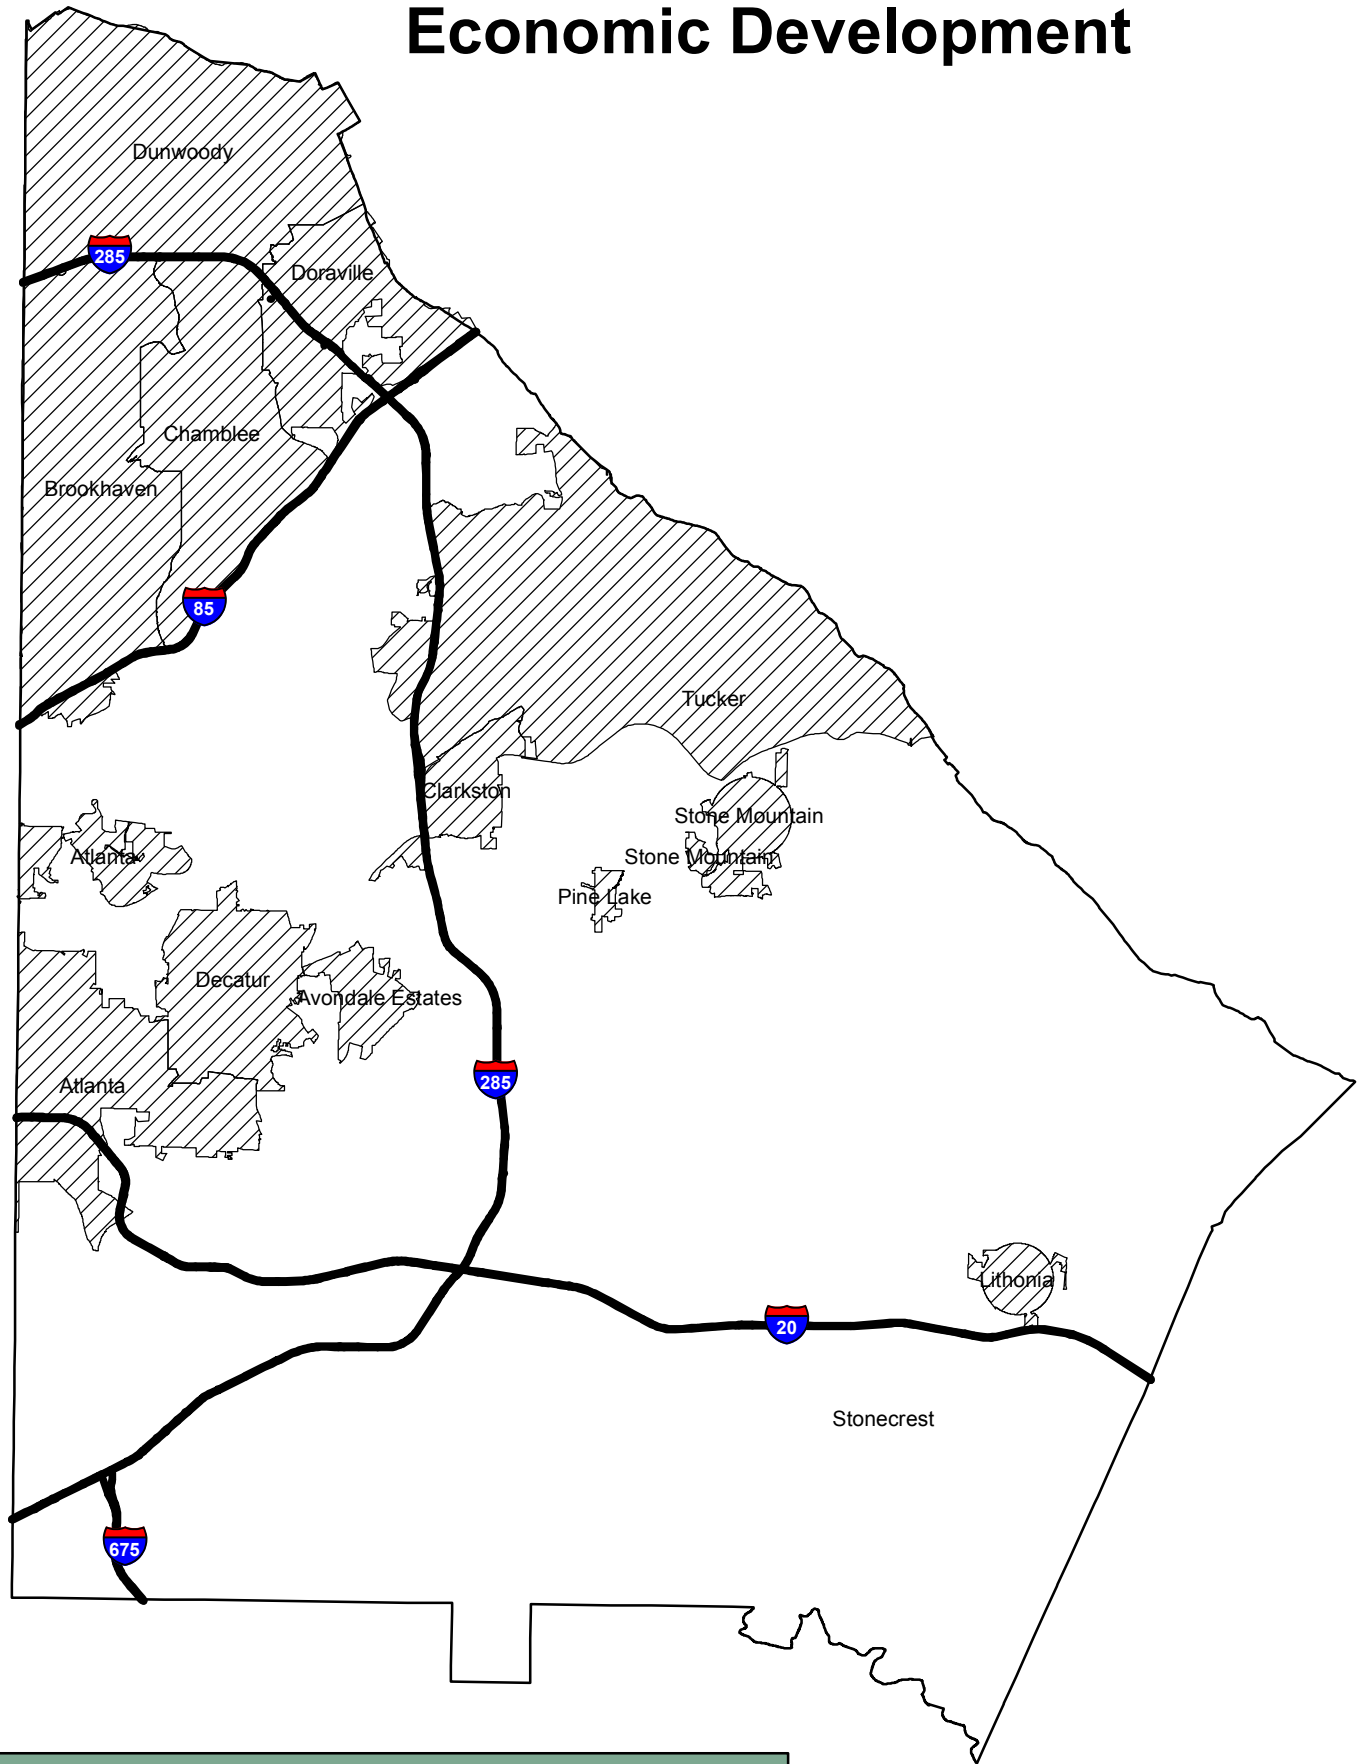 Economic Development
Dunwoody
285
Doraville
Chamblee
Brookhaven
85
Tucker
Clarkston
Stone Mountain
Atlanta
Stone Mountain
Pine Lake
Decatur
Avondale Estates
285
Atlanta
Lithonia
20
Stonecrest
675